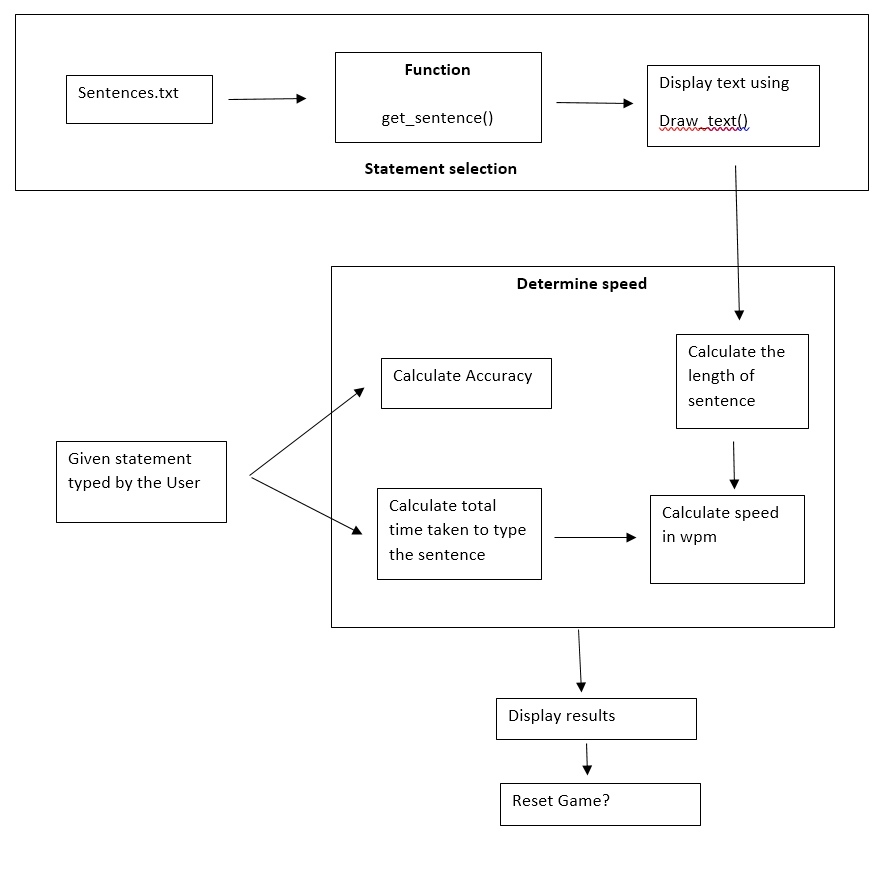 Sentences.txt
Function
get_sentence()
Display text using
Draw_text()
Statement selection
Determine speed
Calculate Accuracy
Calculate the
length of
sentence
Given statement
typed by the User
Calculate total
time taken to type
the sentence
Calculate speed
in wpm
Display results
Reset Game?